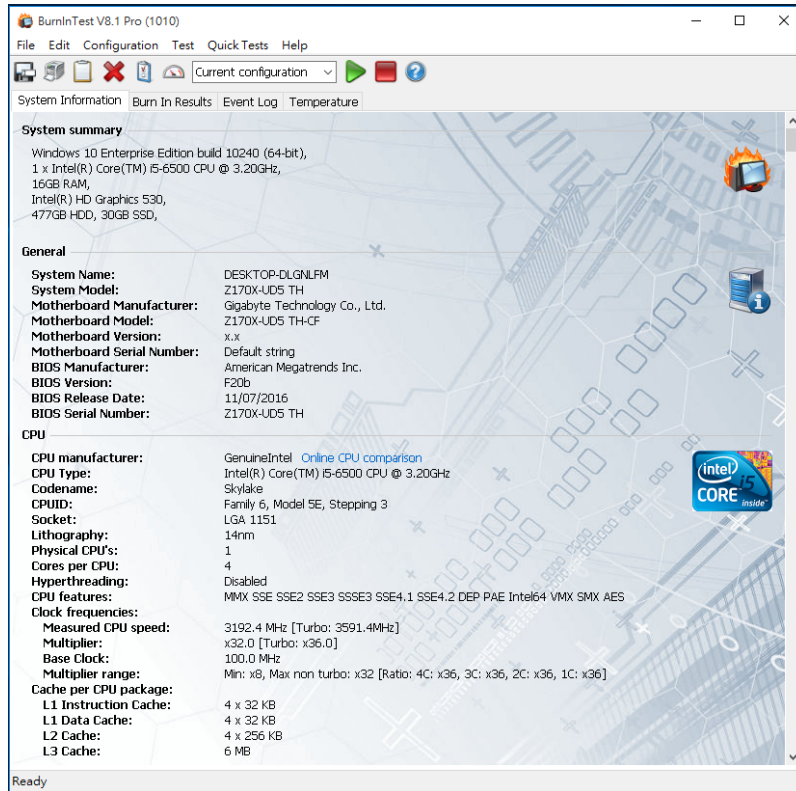 BurnInTest V8.1 Pro (1010)
File Edit Configuration Test Quick Tests Help
Current configuration
System Information Burn In Results Event Log Temperature
System summary
Windows 10 Enterprise Edition build 10240 (64-bit),
1 x Intel(R) Core(TM) i5-6500 CPU @ 3.20GHz,
16GB RAM,
Intel(R) HD Graphics 530,
477GB HDD, 30GB SSD,
General
System Name: DESKTOP-DLGNLFM
System Model: Z170X-UD5 TH
Motherboard Manufacturer: Gigabyte Technology Co., Ltd.
Motherboard Model: Z170X-UD5 TH-CF
Motherboard Version: x.x
Motherboard Serial Number: Default string
BIOS Manufacturer: American Megatrends Inc.
BIOS Version: F20b
BIOS Release Date: 11/07/2016
BIOS Serial Number: Z170X-UD5 TH
CPU
CPU manufacturer: GenuineIntel Online CPU comparison
CPU Type: Intel(R) Core(TM) i5-6500 CPU @ 3.20GHz
Codename: Skylake
CPUID: Family 6, Model 5E, Stepping 3
Socket: LGA 1151
Lithography: 14nm
Physical CPU's: 1
Cores per CPU: 4
Hyperthreading: Disabled
CPU features: MMX SSE SSE2 SSE3 SSSE3 SSE4.1 SSE4.2 DEP PAE Intel64 VMX SMX AES
Clock frequencies:
Measured CPU speed: 3192.4 MHz [Turbo: 3591.4MHz]
Multiplier: x32.0 [Turbo: x36.0]
Base Clock: 100.0 MHz
Multiplier range: Min: x8, Max non turbo: x32 [Ratio: 4C: x36, 3C: x36, 2C: x36, 1C: x36]
Cache per CPU package:
L1 Instruction Cache: 4 x 32 KB
L1 Data Cache: 4 x 32 KB
L2 Cache: 4 x 256 KB
L3 Cache: 6 MB
(intel)
i5
CORE inside™
Ready